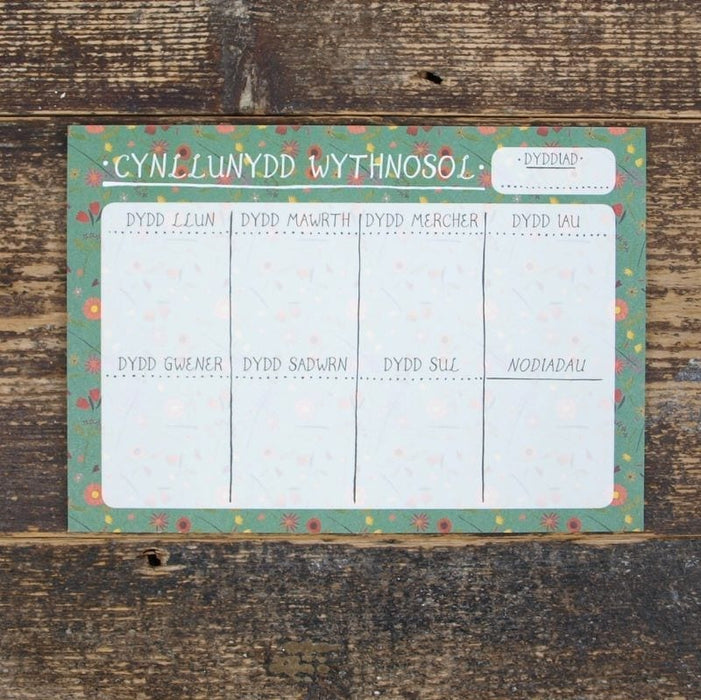 ·CYNLLUNYDD WYTHNOSOL·
·DYDDIAD·
DYDD LLUN
DYDD MAWRTH
DYDD MERCHER
DYDD IAU
DYDD GWENER
DYDD SADWRN
DYDD SUL
NODIADAU